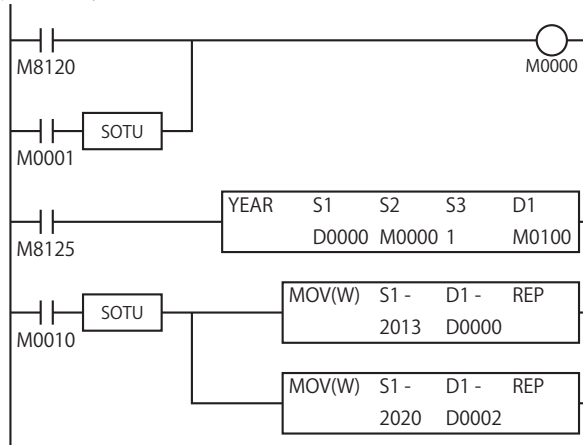 M8120
M0000
SOTU
M0001
YEAR S1 S2 S3 D1
D0000 M0000 1 M0100
M8125
SOTU
M0010
MOV(W) S1 - D1 - REP
2013 D0000
MOV(W) S1 - D1 - REP
2020 D0002